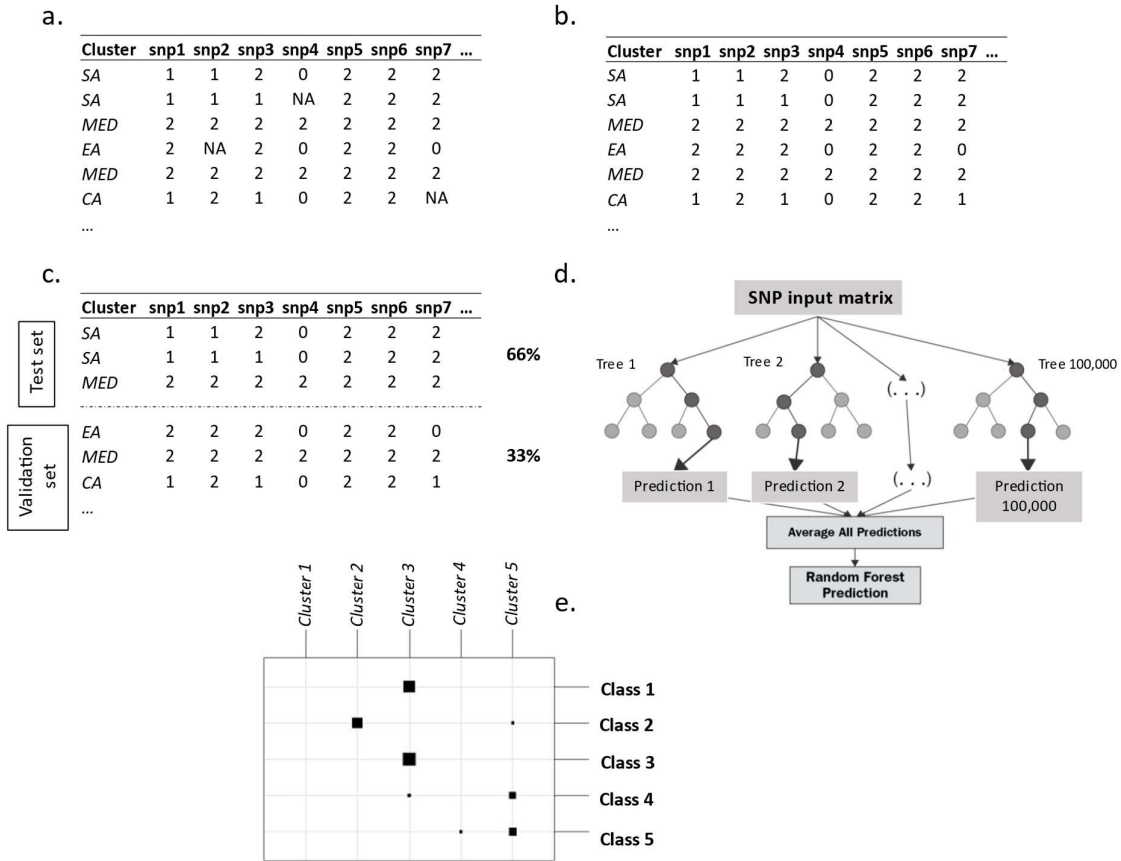 a.
Cluster snp1 snp2 snp3 snp4 snp5 snp6 snp7 ...
SA 1 1 2 0 2 2 2
SA 1 1 1 NA 2 2 2
MED 2 2 2 2 2 2 2
EA 2 NA 2 0 2 2 0
MED 2 2 2 2 2 2 2
CA 1 2 1 0 2 2 NA
...
b.
Cluster snp1 snp2 snp3 snp4 snp5 snp6 snp7 ...
SA 1 1 2 0 2 2 2
SA 1 1 1 0 2 2 2
MED 2 2 2 2 2 2 2
EA 2 2 2 0 2 2 0
MED 2 2 2 2 2 2 2
CA 1 2 1 0 2 2 1
...
c.
Cluster snp1 snp2 snp3 snp4 snp5 snp6 snp7 ...
Test set
SA 1 1 2 0 2 2 2
SA 1 1 1 0 2 2 2
66%
MED 2 2 2 2 2 2 2
Validation
set
EA 2 2 2 0 2 2 0
MED 2 2 2 2 2 2 2
33%
CA 1 2 1 0 2 2 1
...
d.
SNP input matrix
Tree 1
Tree 2
(. . .)
Tree 100,000
Prediction 1
Prediction 2
(. . .)
Prediction
100,000
Average All Predictions
Random Forest
Prediction
e.
Cluster 1
Cluster 2
Cluster 3
Cluster 4
Cluster 5
Class 1
Class 2
Class 3
Class 4
Class 5